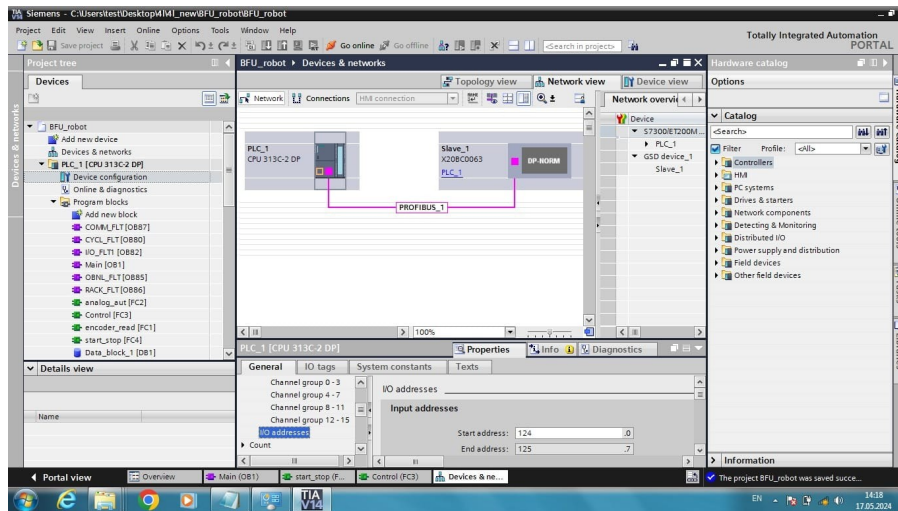 Siemens - C:\Users\test\Desktop\4l\4l_new\BFU_robot\BFU_robot
Project Edit View Insert Online Options Tools Window Help
Totally Integrated Automation
PORTAL
Save project
Go online
Go offline
<Search in project>
Project tree
BFU_robot ▸ Devices & networks
Hardware catalog
Devices
Topology view
Network view
Device view
Options
Network
Connections
HMI connection
Network overvi
Catalog
<Search>
Filter
Profile:
<All>
Devices & networks
BFU_robot
Add new device
Devices & networks
PLC_1 [CPU 313C-2 DP]
Device configuration
Online & diagnostics
Program blocks
Add new block
COMM_FLT [OB87]
CYCL_FLT [OB80]
I/O_FLT1 [OB82]
Main [OB1]
OBNL_FLT [OB85]
RACK_FLT [OB86]
analog_aut [FC2]
Control [FC3]
encoder_read [FC1]
start_stop [FC4]
Data_block_1 [DB1]
PLC_1
CPU 313C-2 DP
Slave_1
X20BC0063
PLC_1
DP-NORM
PROFIBUS_1
Device
S7300/ET200M...
PLC_1
GSD device_1
Slave_1
Controllers
HMI
PC systems
Drives & starters
Network components
Detecting & Monitoring
Distributed I/O
Power supply and distribution
Field devices
Other field devices
100%
PLC_1 [CPU 313C-2 DP]
Properties
Info
Diagnostics
Details view
Name
General
IO tags
System constants
Texts
Channel group 0 - 3
Channel group 4 - 7
Channel group 8 - 11
Channel group 12 - 15
I/O addresses
Count
I/O addresses
Input addresses
Start address: 124 .0
End address: 125 .7
Information
Portal view
Overview
Main (OB1)
start_stop (F...
Control (FC3)
Devices & ne...
The project BFU_robot was saved succe...
TIA
V14
EN
14:18
17.05.2024